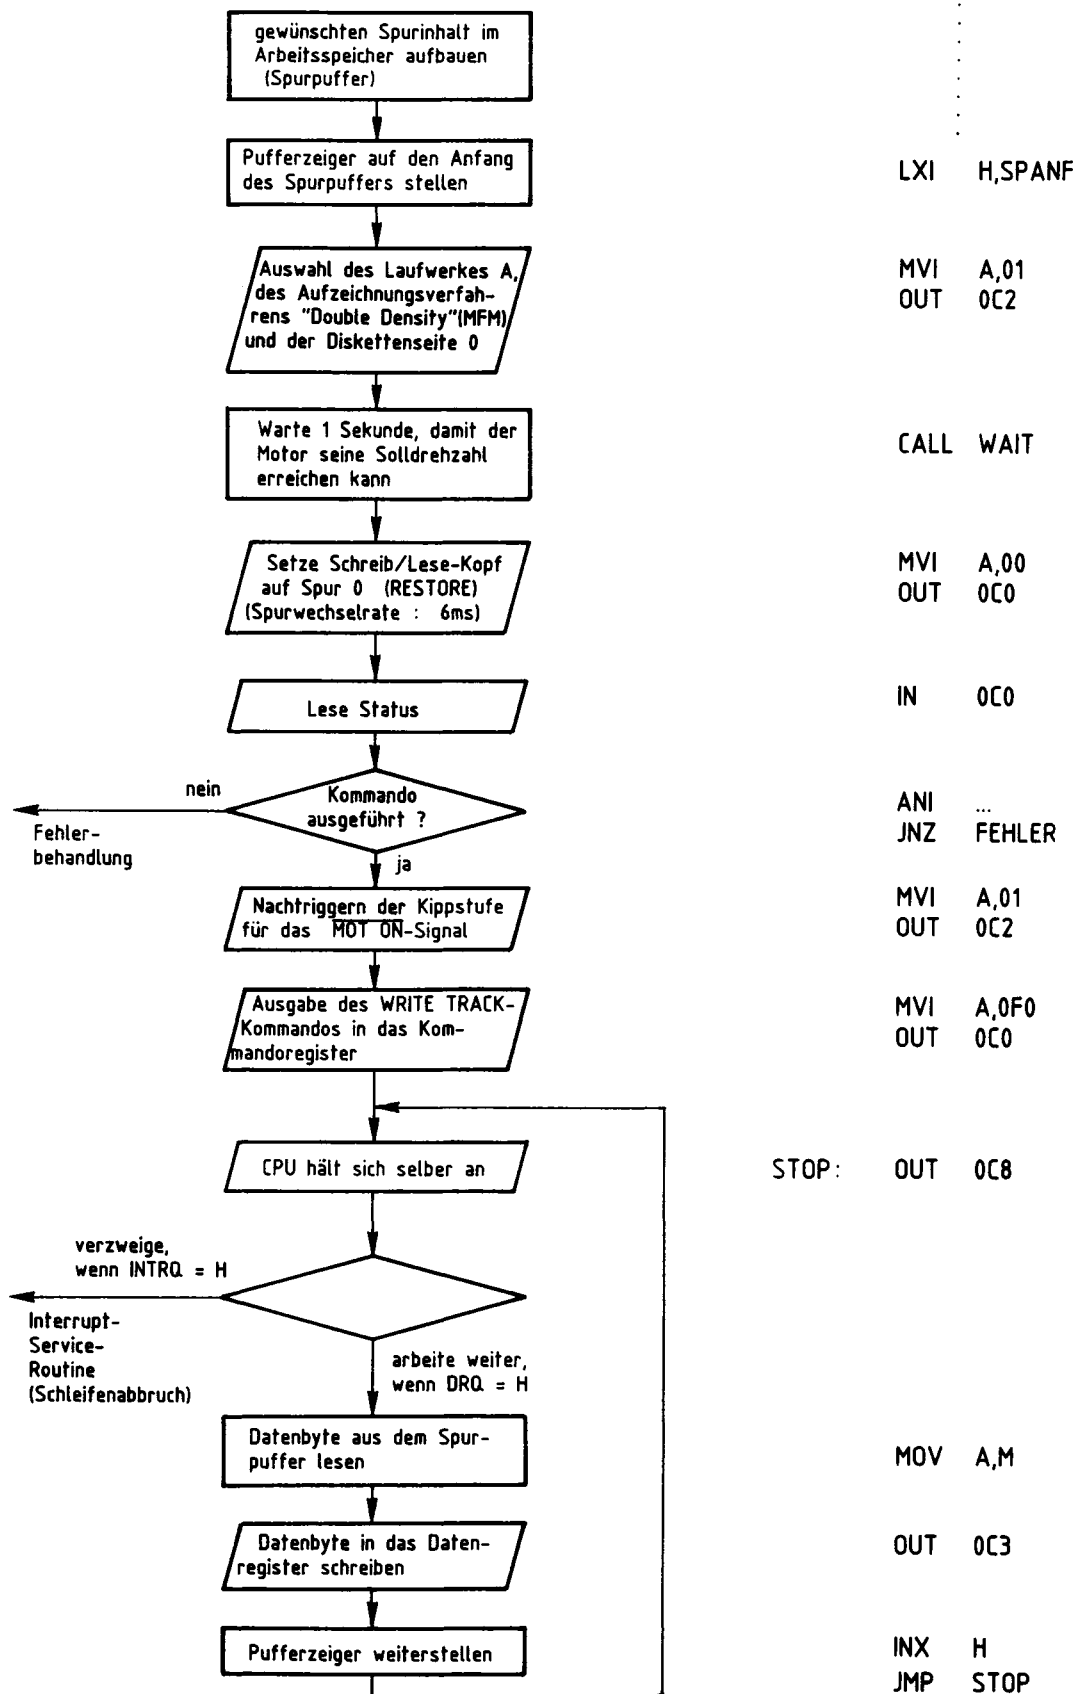 gewünschten Spurinhalt im
Arbeitsspeicher aufbauen
(Spurpuffer)
Pufferzeiger auf den Anfang
des Spurpuffers stellen
LXI H,SPANF
Auswahl des Laufwerkes A,
des Aufzeichnungsverfah-
rens "Double Density"(MFM)
und der Diskettenseite 0
MVI A,01
OUT 0C2
Warte 1 Sekunde, damit der
Motor seine Solldrehzahl
erreichen kann
CALL WAIT
Setze Schreib/Lese-Kopf
auf Spur 0 (RESTORE)
(Spurwechselrate : 6ms)
MVI A,00
OUT 0C0
Lese Status
IN 0C0
nein
Kommando
ausgeführt ?
Fehler-
behandlung
ja
ANI ...
JNZ FEHLER
Nachtriggern der Kippstufe
für das MOT ON-Signal
MVI A,01
OUT 0C2
Ausgabe des WRITE TRACK-
Kommandos in das Kom-
mandoregister
MVI A,0F0
OUT 0C0
CPU hält sich selber an
STOP: OUT 0C8
verzweige,
wenn INTRQ = H
Interrupt-
Service-
Routine
(Schleifenabbruch)
arbeite weiter,
wenn DRQ = H
Datenbyte aus dem Spur-
puffer lesen
MOV A,M
Datenbyte in das Daten-
register schreiben
OUT 0C3
Pufferzeiger weiterstellen
INX H
JMP STOP